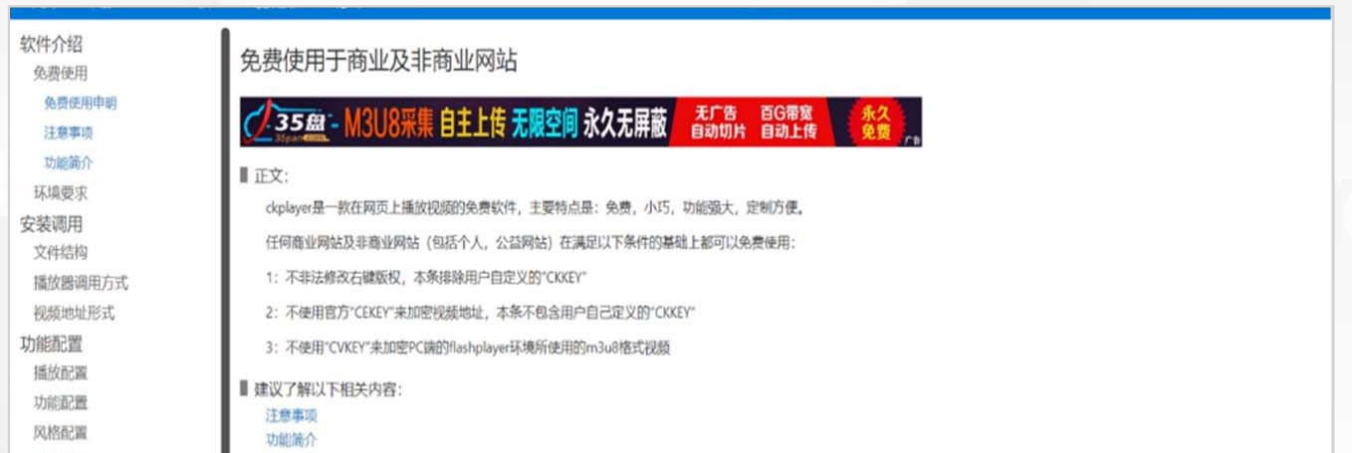 软件介绍
免费使用
免费使用申明
注意事项
功能简介
环境要求
安装调用
文件结构
播放器调用方式
视频地址形式
功能配置
播放配置
功能配置
风格配置
免费使用于商业及非商业网站
35盘 - M3U8采集 自主上传 无限空间 永久无屏蔽
无广告 百G带宽
自动切片 自动上传
永久
免费
广告
正文:
ckplayer是一款在网页上播放视频的免费软件，主要特点是：免费，小巧，功能强大，定制方便。
任何商业网站及非商业网站（包括个人，公益网站）在满足以下条件的基础上都可以免费使用：
1：不非法修改右键版权，本条排除用户自定义的"CKKEY"
2：不使用官方"CEKEY"来加密视频地址，本条不包含用户自己定义的"CKKEY"
3：不使用"CVKEY"来加密PC端的flashplayer环境所使用的m3u8格式视频
建议了解以下相关内容：
注意事项
功能简介